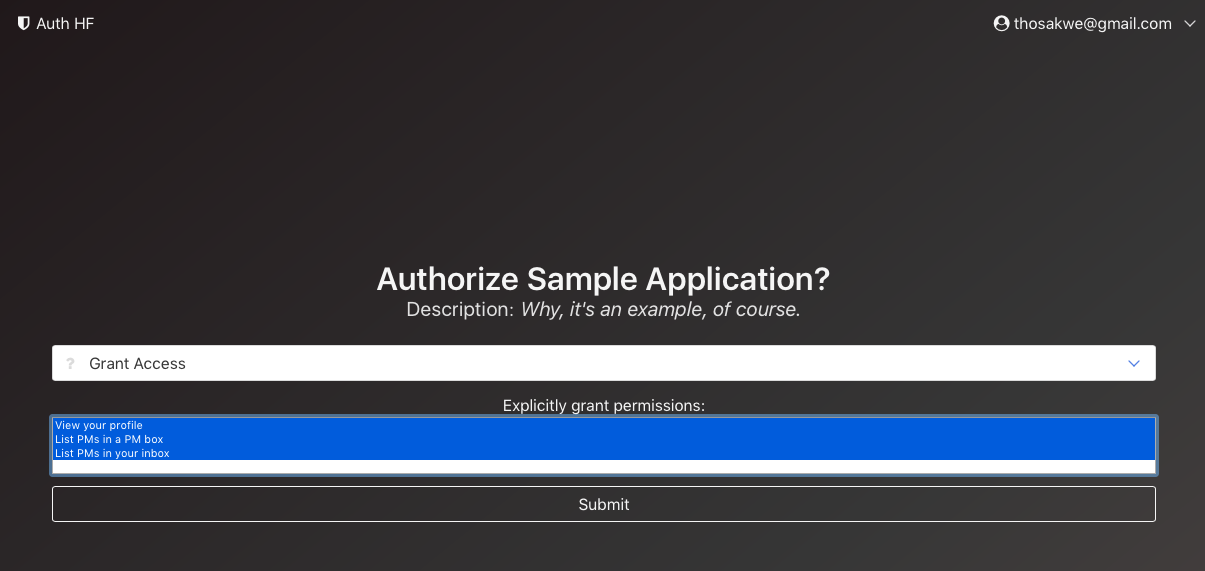 Auth HF
thosakwe@gmail.com
Authorize Sample Application?
Description: Why, it's an example, of course.
? Grant Access
Explicitly grant permissions:
View your profile
List PMs in a PM box
List PMs in your inbox
Submit